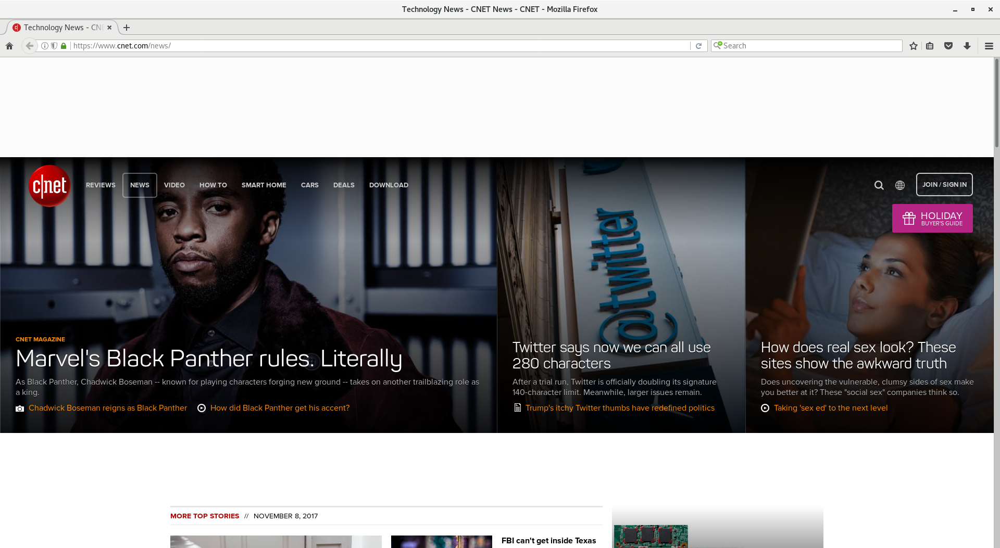 Technology News - CNET News - CNET - Mozilla Firefox
Technology News - CNE
https://www.cnet.com/news/
Search
c|net
REVIEWS
NEWS
VIDEO
HOW TO
SMART HOME
CARS
DEALS
DOWNLOAD
JOIN / SIGN IN
HOLIDAY
BUYER'S GUIDE
@twitter
CNET MAGAZINE
Marvel's Black Panther rules. Literally
As Black Panther, Chadwick Boseman -- known for playing characters forging new ground -- takes on another trailblazing role as
a king.
Chadwick Boseman reigns as Black Panther
How did Black Panther get his accent?
Twitter says now we can all use
280 characters
After a trial run, Twitter is officially doubling its signature
140-character limit. Meanwhile, larger issues remain.
Trump's itchy Twitter thumbs have redefined politics
How does real sex look? These
sites show the awkward truth
Does uncovering the vulnerable, clumsy sides of sex make
you better at it? These "social sex" companies think so.
Taking 'sex ed' to the next level
MORE TOP STORIES // NOVEMBER 8, 2017
FBI can't get inside Texas